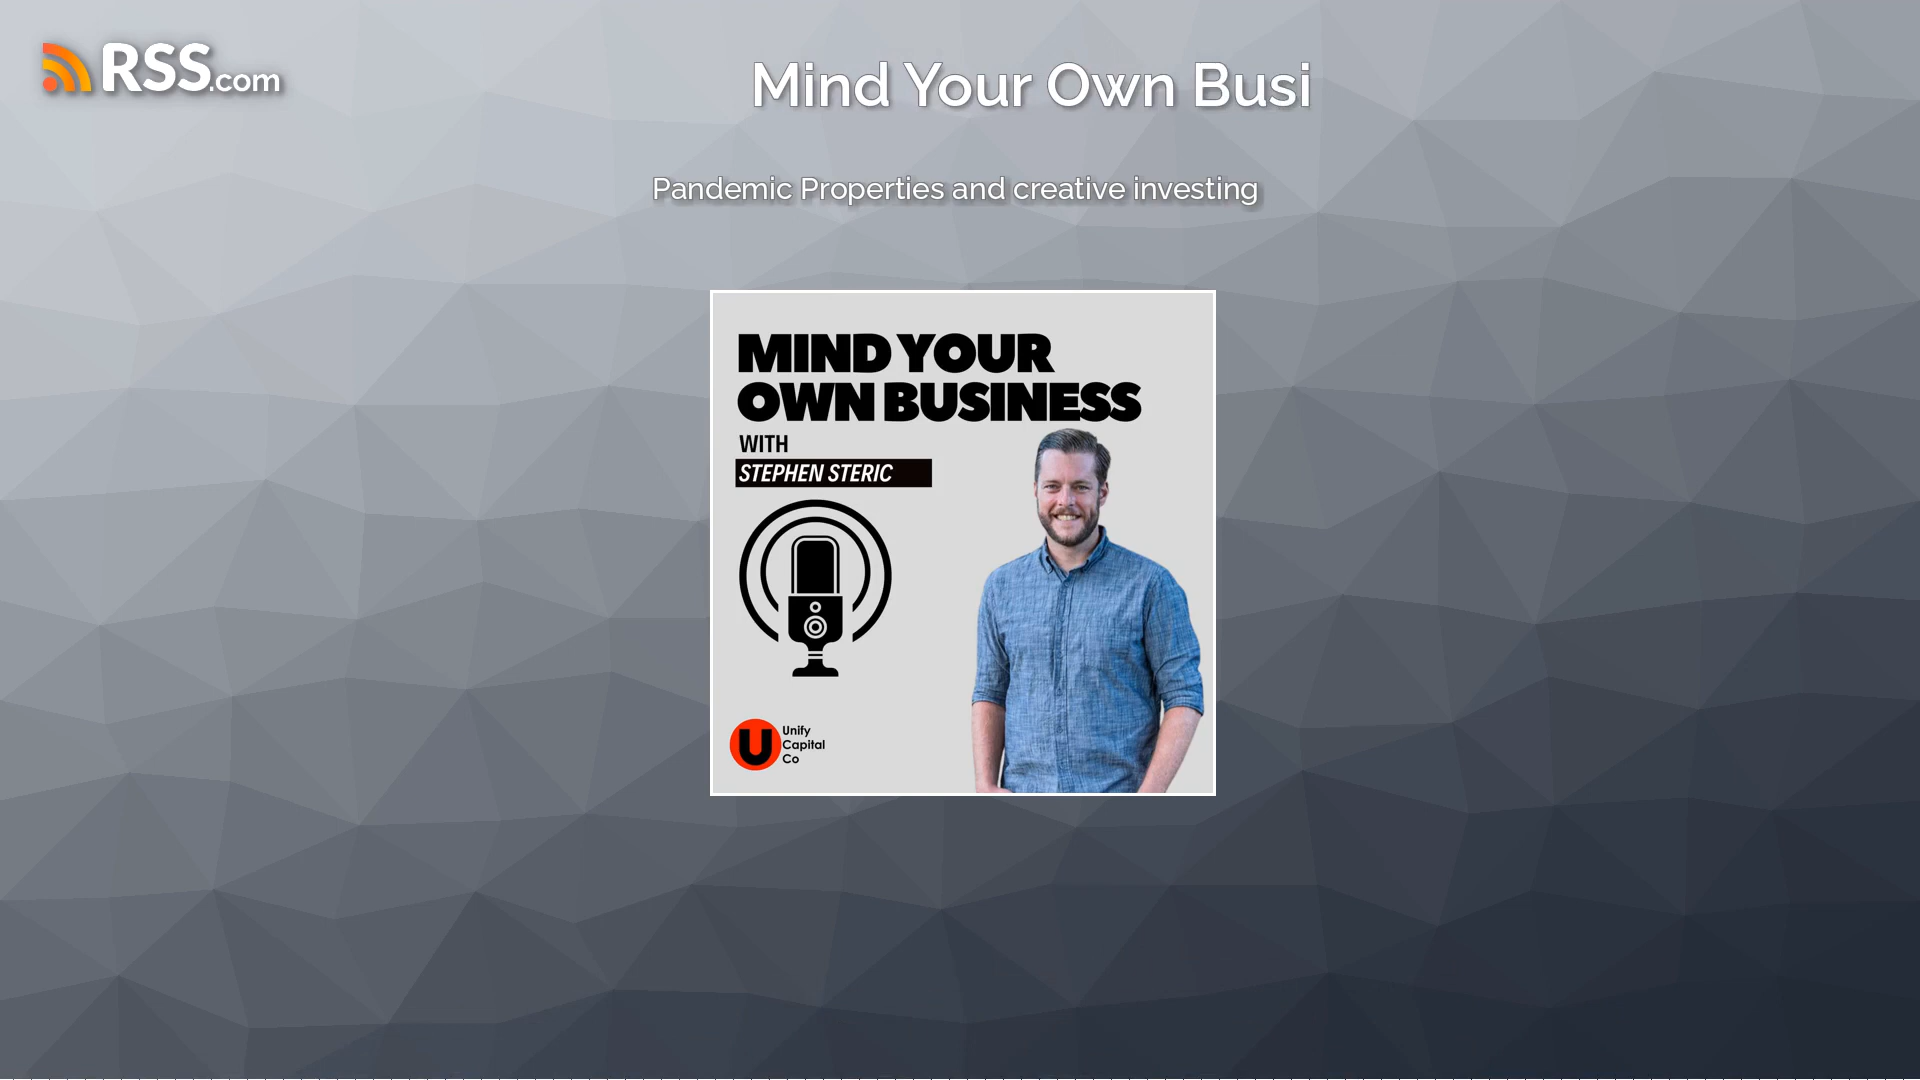 RSS.com
Mind Your Own Busi
Pandemic Properties and creative investing
MIND YOUR
OWN BUSINESS
WITH
STEPHEN STERIC
U
Unify
Capital
Co